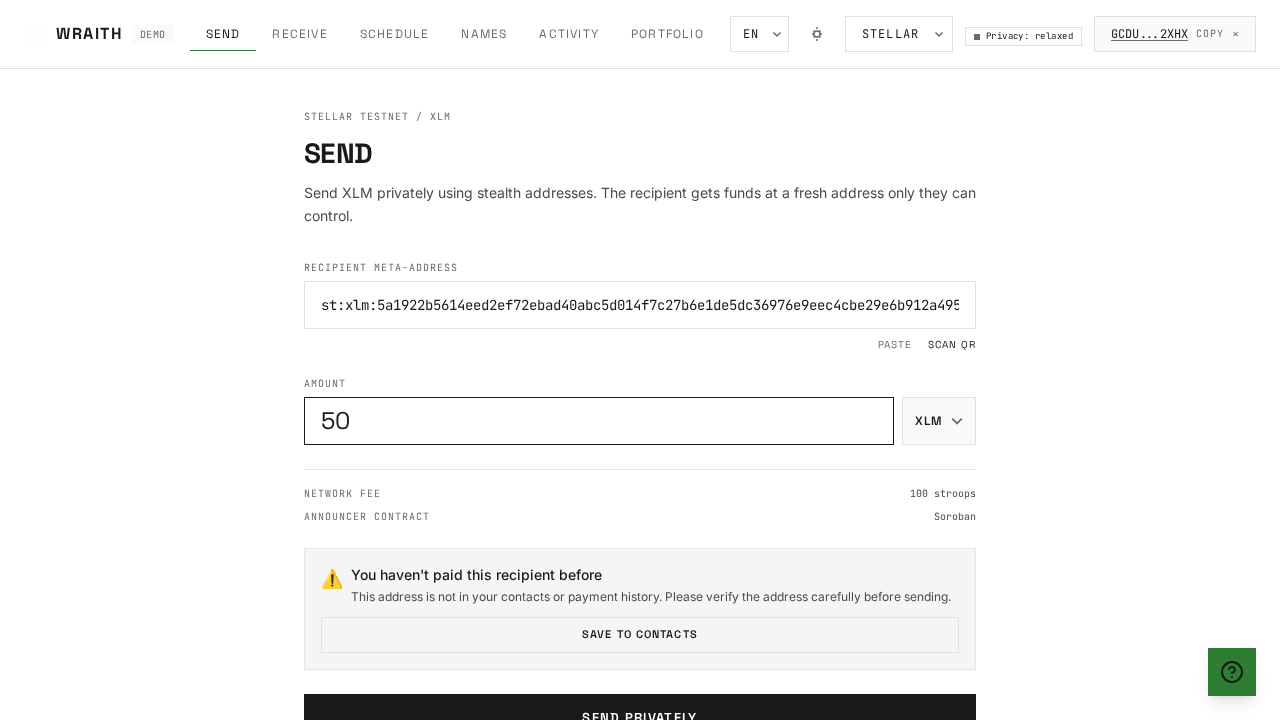 WRAITH DEMO SEND RECEIVE SCHEDULE NAMES ACTIVITY PORTFOLIO EN STELLAR Privacy: relaxed GCDU...2XHX COPY ×
STELLAR TESTNET / XLM
SEND
Send XLM privately using stealth addresses. The recipient gets funds at a fresh address only they can
control.
RECIPIENT META-ADDRESS
st:xlm:5a1922b5614eed2ef72ebad40abc5d014f7c27b6e1de5dc36976e9eec4cbe29e6b912a495
PASTE SCAN QR
AMOUNT
50 XLM
NETWORK FEE 100 stroops
ANNOUNCER CONTRACT Soroban
You haven't paid this recipient before
This address is not in your contacts or payment history. Please verify the address carefully before sending.
SAVE TO CONTACTS
SEND PRIVATELY